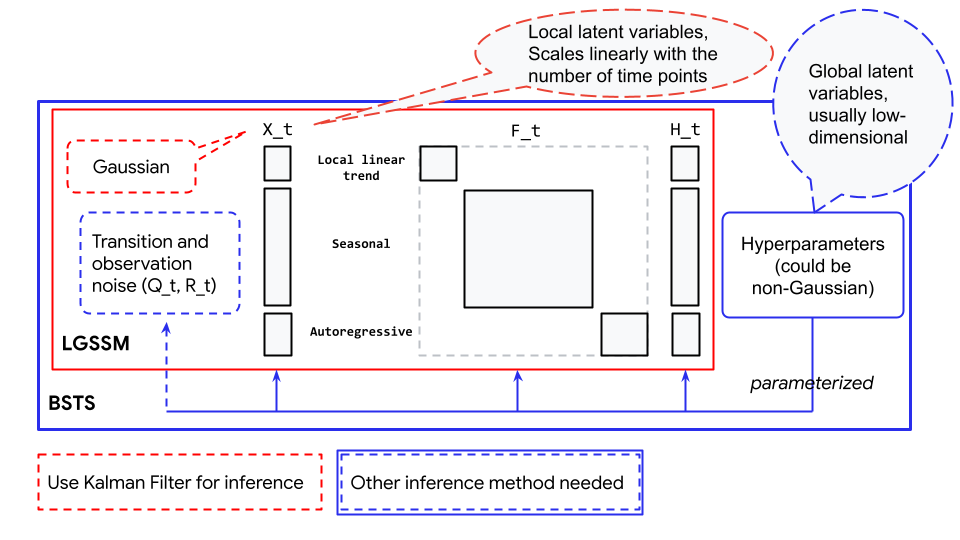 Local latent variables,
Scales linearly with the
number of time points
Global latent
variables,
usually low-
dimensional
X_t
F_t
H_t
Gaussian
Local linear
trend
Transition and
observation
noise (Q_t, R_t)
Seasonal
Hyperparameters
(could be
non-Gaussian)
Autoregressive
LGSSM
parameterized
BSTS
Use Kalman Filter for inference
Other inference method needed